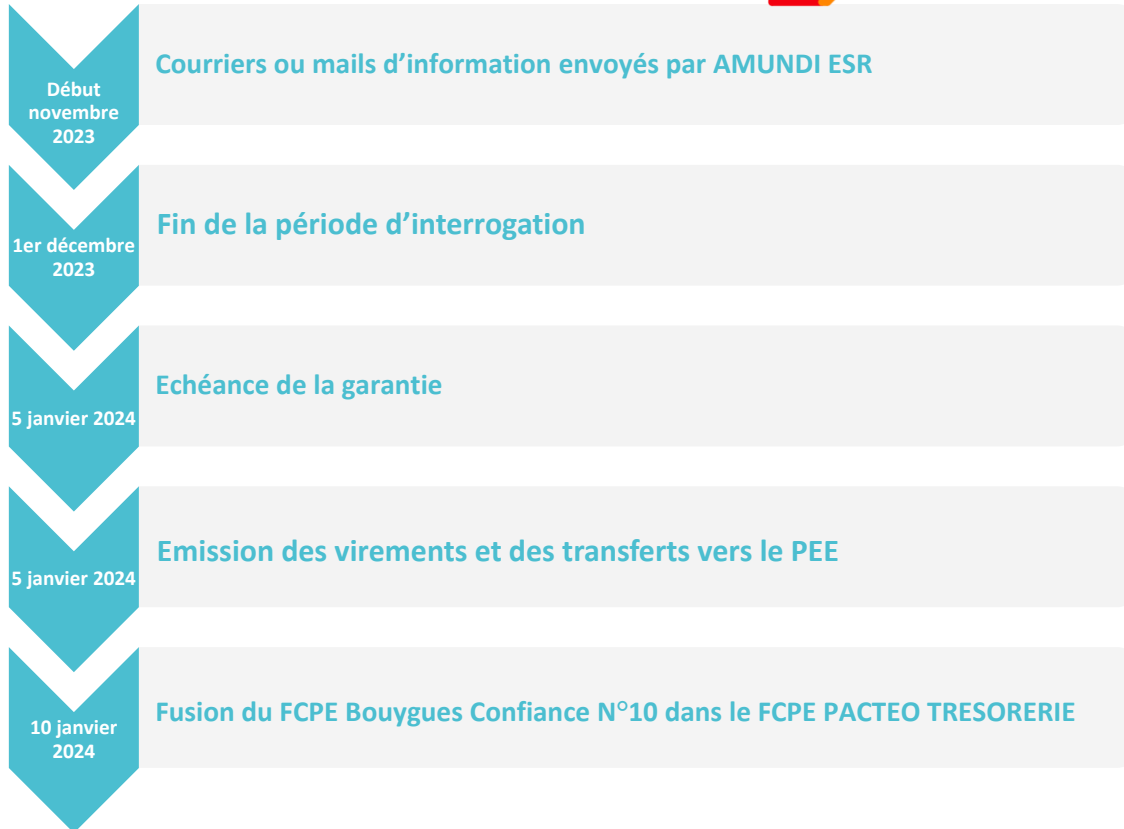 Début
novembre
2023
Courriers ou mails d’information envoyés par AMUNDI ESR
1er décembre
2023
Fin de la période d’interrogation
5 janvier 2024
Echéance de la garantie
5 janvier 2024
Emission des virements et des transferts vers le PEE
10 janvier
2024
Fusion du FCPE Bouygues Confiance N°10 dans le FCPE PACTEO TRESORERIE